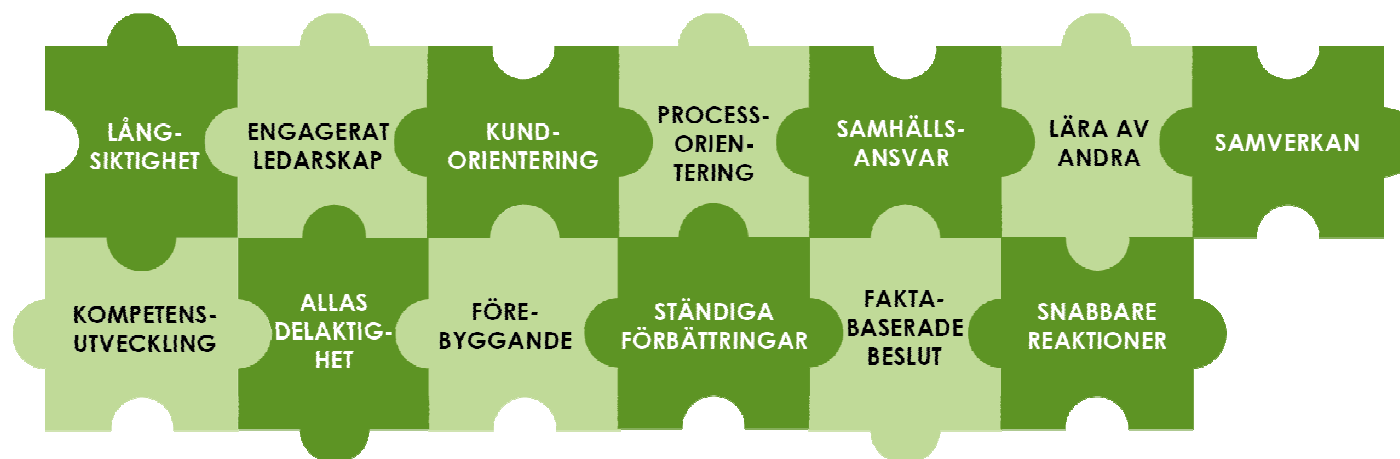 LÅNG-
SIKTIGHET
ENGAGERAT
LEDARSKAP
KUND-
ORIENTERING
PROCESS-
ORIEN-
TERING
SAMHÄLLS-
ANSVAR
LÄRA AV
ANDRA
SAMVERKAN
KOMPETENS-
UTVECKLING
ALLAS
DELAKTIG-
HET
FÖRE-
BYGGANDE
STÄNDIGA
FÖRBÄTTRINGAR
FAKTA-
BASERADE
BESLUT
SNABBARE
REAKTIONER